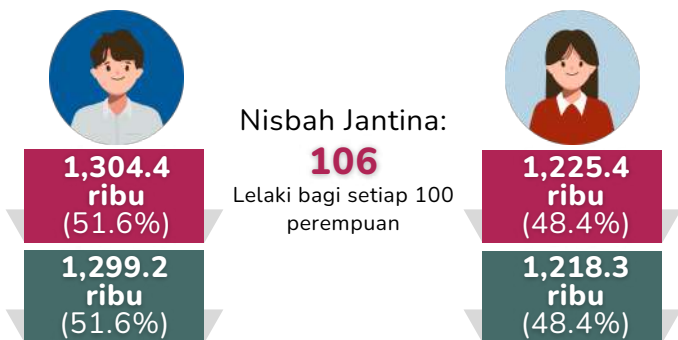 Nisbah Jantina:
106
Lelaki bagi setiap 100
perempuan
1,304.4
ribu
(51.6%)
1,299.2
ribu
(51.6%)
1,225.4
ribu
(48.4%)
1,218.3
ribu
(48.4%)